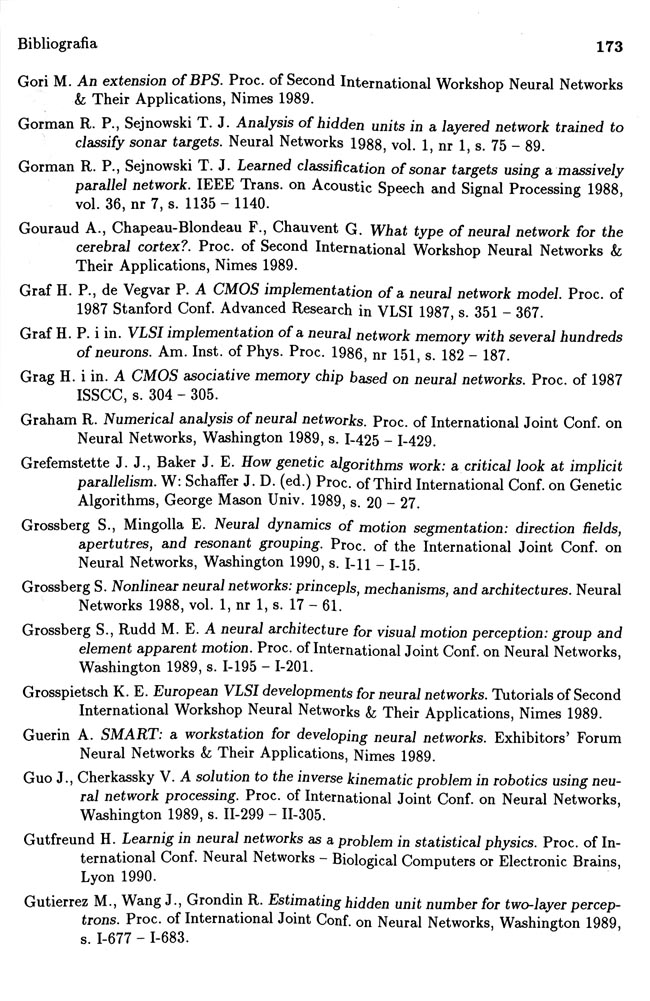 Bibliografia 173
Gori M. An extension of BPS. Proc. of Second International Workshop Neural Networks
& Their Applications, Nimes 1989.
Gorman R. P., Sejnowski T. J. Analysis of hidden units in a layered network trained to
classify sonar targets. Neural Networks 1988, vol. 1, nr 1, s. 75 – 89.
Gorman R. P., Sejnowski T. J. Learned classification of sonar targets using a massively
parallel network. IEEE Trans. on Acoustic Speech and Signal Processing 1988,
vol. 36, nr 7, s. 1135 – 1140.
Gouraud A., Chapeau-Blondeau F., Chauvent G. What type of neural network for the
cerebral cortex?. Proc. of Second International Workshop Neural Networks &
Their Applications, Nimes 1989.
Graf H. P., de Vegvar P. A CMOS implementation of a neural network model. Proc. of
1987 Stanford Conf. Advanced Research in VLSI 1987, s. 351 – 367.
Graf H. P. i in. VLSI implementation of a neural network memory with several hundreds
of neurons. Am. Inst. of Phys. Proc. 1986, nr 151, s. 182 – 187.
Grag H. i in. A CMOS asociative memory chip based on neural networks. Proc. of 1987
ISSCC, s. 304 – 305.
Graham R. Numerical analysis of neural networks. Proc. of International Joint Conf. on
Neural Networks, Washington 1989, s. I-425 – I-429.
Grefemstette J. J., Baker J. E. How genetic algorithms work: a critical look at implicit
parallelism. W: Schaffer J. D. (ed.) Proc. of Third International Conf. on Genetic
Algorithms, George Mason Univ. 1989, s. 20 – 27.
Grossberg S., Mingolla E. Neural dynamics of motion segmentation: direction fields,
apertutres, and resonant grouping. Proc. of the International Joint Conf. on
Neural Networks, Washington 1990, s. I-11 – I-15.
Grossberg S. Nonlinear neural networks: princepls, mechanisms, and architectures. Neural
Networks 1988, vol. 1, nr 1, s. 17 – 61.
Grossberg S., Rudd M. E. A neural architecture for visual motion perception: group and
element apparent motion. Proc. of International Joint Conf. on Neural Networks,
Washington 1989, s. I-195 – I-201.
Grosspietsch K. E. European VLSI developments for neural networks. Tutorials of Second
International Workshop Neural Networks & Their Applications, Nimes 1989.
Guerin A. SMART: a workstation for developing neural networks. Exhibitors' Forum
Neural Networks & Their Applications, Nimes 1989.
Guo J., Cherkassky V. A solution to the inverse kinematic problem in robotics using neu-
ral network processing. Proc. of International Joint Conf. on Neural Networks,
Washington 1989, s. II-299 – II-305.
Gutfreund H. Learnig in neural networks as a problem in statistical physics. Proc. of In-
ternational Conf. Neural Networks – Biological Computers or Electronic Brains,
Lyon 1990.
Gutierrez M., Wang J., Grondin R. Estimating hidden unit number for two-layer percep-
trons. Proc. of International Joint Conf. on Neural Networks, Washington 1989,
s. I-677 – I-683.